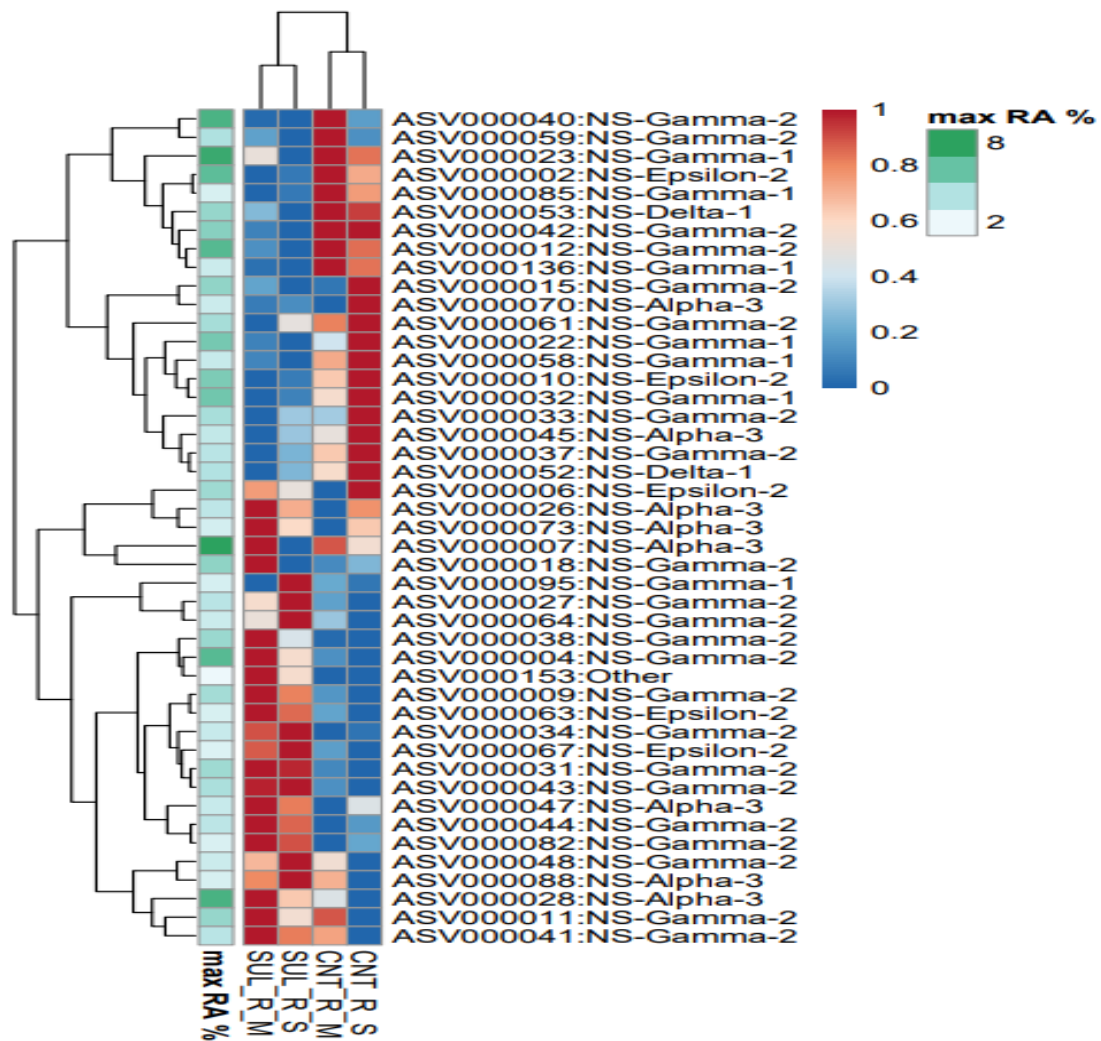 ASV000040:NS-Gamma-2
ASV000059:NS-Gamma-2
ASV000023:NS-Gamma-1
ASV000002:NS-Epsilon-2
ASV000085:NS-Gamma-1
ASV000053:NS-Delta-1
ASV000042:NS-Gamma-2
ASV000012:NS-Gamma-2
ASV000136:NS-Gamma-1
ASV000015:NS-Gamma-2
ASV000070:NS-Alpha-3
ASV000061:NS-Gamma-2
ASV000022:NS-Gamma-1
ASV000058:NS-Gamma-1
ASV000010:NS-Epsilon-2
ASV000032:NS-Gamma-1
ASV000033:NS-Gamma-2
ASV000045:NS-Alpha-3
ASV000037:NS-Gamma-2
ASV000052:NS-Delta-1
ASV000006:NS-Epsilon-2
ASV000026:NS-Alpha-3
ASV000073:NS-Alpha-3
ASV000007:NS-Alpha-3
ASV000018:NS-Gamma-2
ASV000095:NS-Gamma-1
ASV000027:NS-Gamma-2
ASV000064:NS-Gamma-2
ASV000038:NS-Gamma-2
ASV000004:NS-Gamma-2
ASV000153:Other
ASV000009:NS-Gamma-2
ASV000063:NS-Epsilon-2
ASV000034:NS-Gamma-2
ASV000067:NS-Epsilon-2
ASV000031:NS-Gamma-2
ASV000043:NS-Gamma-2
ASV000047:NS-Alpha-3
ASV000044:NS-Gamma-2
ASV000082:NS-Gamma-2
ASV000048:NS-Gamma-2
ASV000088:NS-Alpha-3
ASV000028:NS-Alpha-3
ASV000011:NS-Gamma-2
ASV000041:NS-Gamma-2
max RA %
SUL_R_M
SUL_R_S
CNT_R_M
CNT_R_S
1
0.8
0.6
0.4
0.2
0
max RA %
8
2